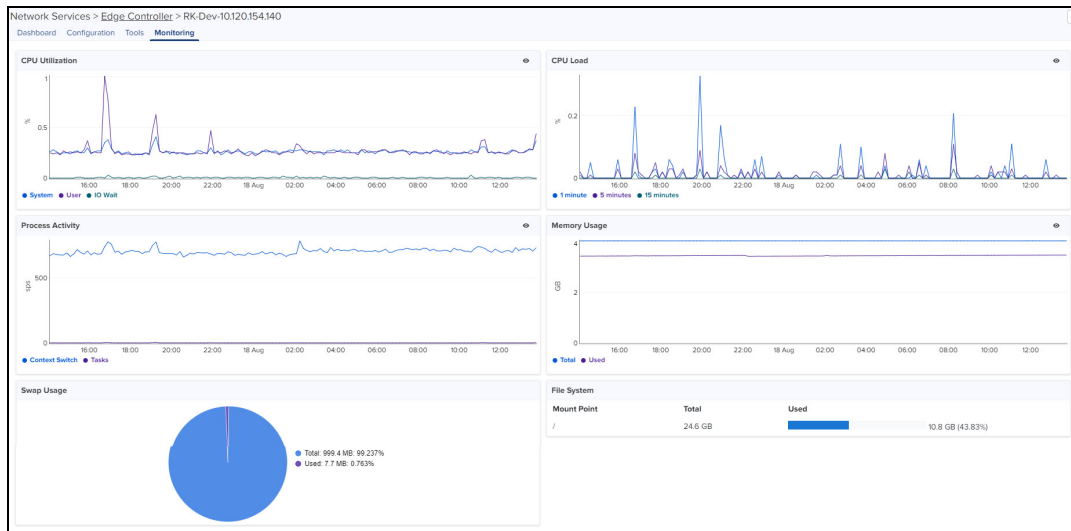 Network Services > Edge Controller > RK-Dev-10.120.154.140
Dashboard Configuration Tools Monitoring
CPU Utilization
1
0.5
0
%
16:00 18:00 20:00 22:00 18 Aug 02:00 04:00 06:00 08:00 10:00 12:00
System User IO Wait
CPU Load
0.2
0
%
16:00 18:00 20:00 22:00 18 Aug 02:00 04:00 06:00 08:00 10:00 12:00
1 minute 5 minutes 15 minutes
Process Activity
500
0
sps
16:00 18:00 20:00 22:00 18 Aug 02:00 04:00 06:00 08:00 10:00 12:00
Context Switch Tasks
Memory Usage
4
2
0
GB
16:00 18:00 20:00 22:00 18 Aug 02:00 04:00 06:00 08:00 10:00 12:00
Total Used
Swap Usage
Total: 999.4 MB: 99.237%
Used: 7.7 MB: 0.763%
File System
Mount Point Total Used
/ 24.6 GB 10.8 GB (43.83%)